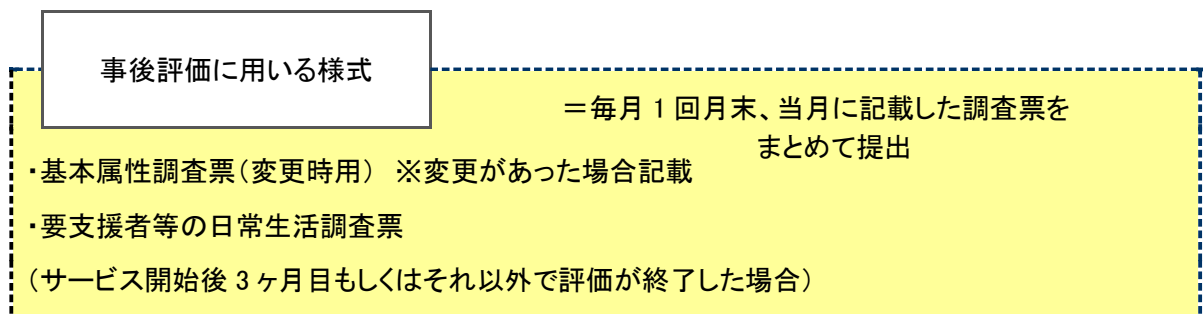 事後評価に用いる様式
＝毎月1回月末、当月に記載した調査票を
まとめて提出
・基本属性調査票（変更時用） ※変更があった場合記載
・要支援者等の日常生活調査票
（サービス開始後3ヶ月目もしくはそれ以外で評価が終了した場合）